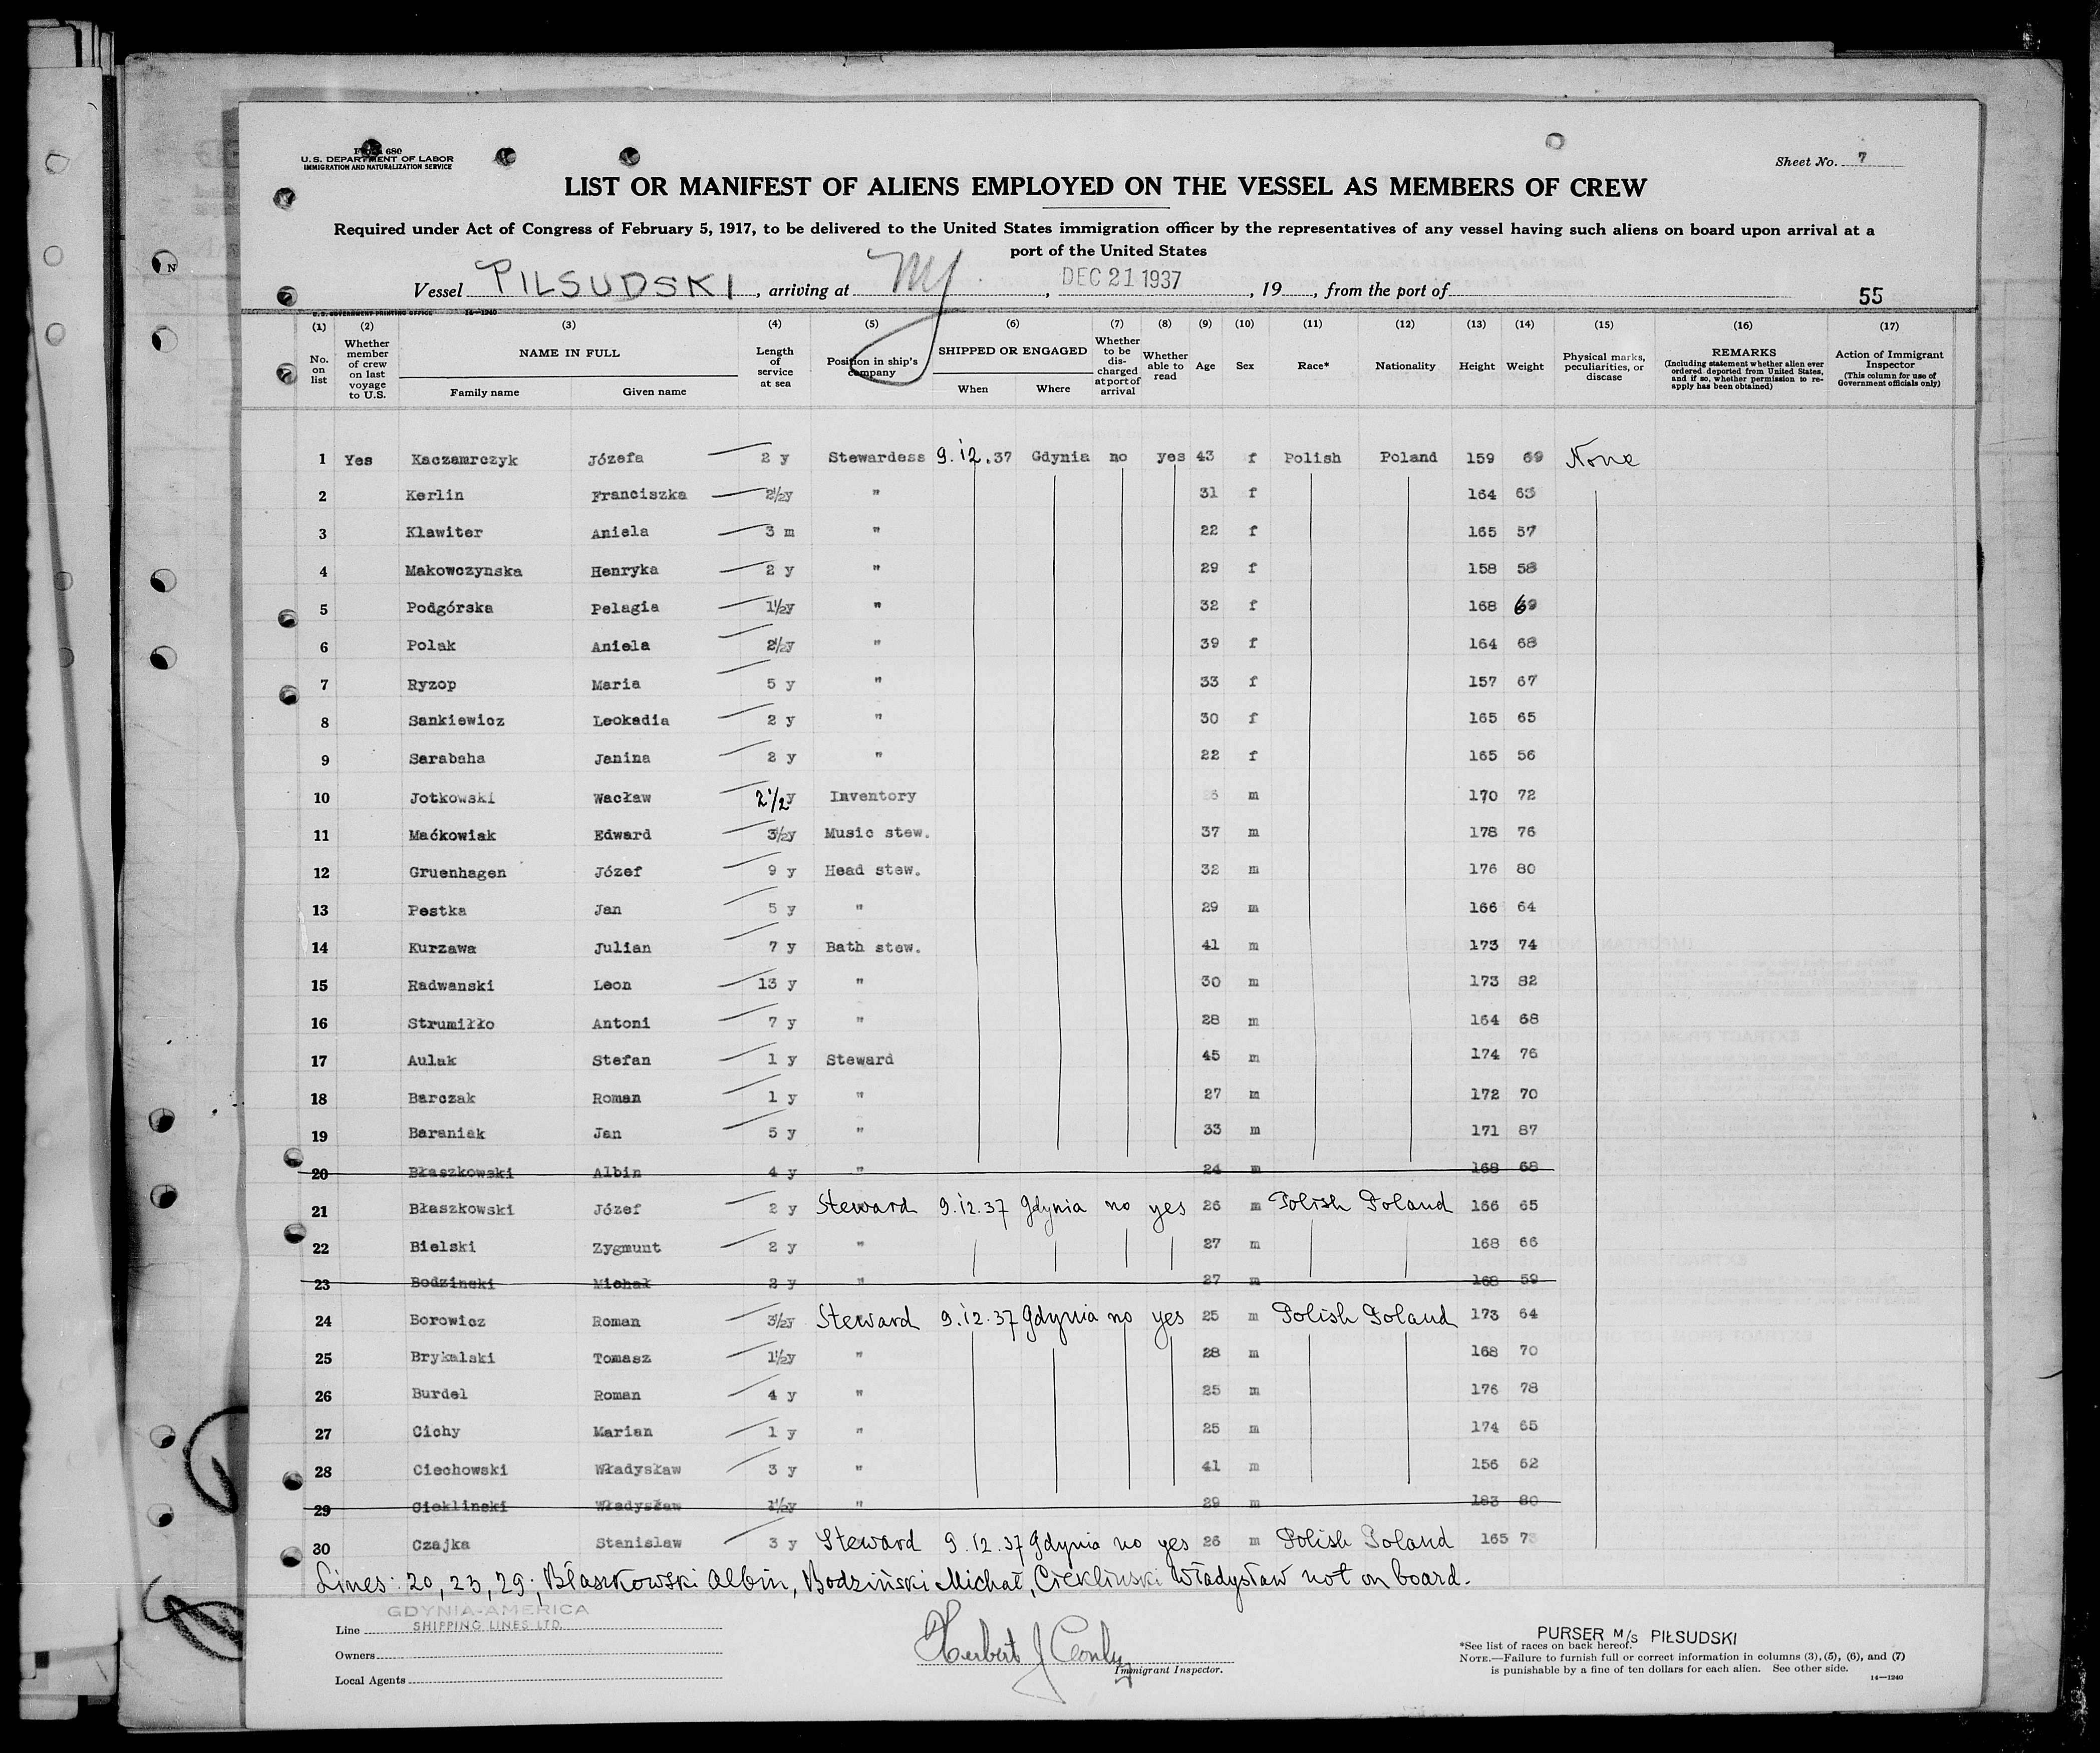 Form 680
U.S. DEPARTMENT OF LABOR
IMMIGRATION AND NATURALIZATION SERVICE
Sheet No. 7
LIST OR MANIFEST OF ALIENS EMPLOYED ON THE VESSEL AS MEMBERS OF CREW
Required under Act of Congress of February 5, 1917, to be delivered to the United States immigration officer by the representatives of any vessel having such aliens on board upon arrival at a
port of the United States
Vessel PILSUDSKI, arriving at NY, DEC 21 1937, 19, from the port of
55
U.S. GOVERNMENT PRINTING OFFICE 14—1240
(1) (2) (3) (4) (5) (6) (7) (8) (9) (10) (11) (12) (13) (14) (15) (16) (17)
No. on list Whether member of crew on last voyage to U.S. NAME IN FULL Family name Given name Length of service at sea Position in ship's company SHIPPED OR ENGAGED When Where Whether to be discharged at port of arrival Whether able to read Age Sex Race* Nationality Height Weight Physical marks, peculiarities, or disease REMARKS (Including statement whether alien ever ordered deported from United States, and if so, whether permission to reapply has been obtained) Action of Immigrant Inspector (This column for use of Government officials only)
1 Yes Kaczamrczyk Józefa 2 y Stewardess 9.12.37 Gdynia no yes 43 f Polish Poland 159 69 None
2 Kerlin Franciszka 2½y " 31 f 164 63
3 Klawiter Aniela 3 m " 22 f 165 57
4 Makowczynska Henryka 2 y " 29 f 158 58
5 Podgórska Pelagia 1½y " 32 f 168 69
6 Polak Aniela 2½y " 39 f 164 68
7 Ryzop Maria 5 y " 33 f 157 67
8 Sankiewicz Leokadia 2 y " 30 f 165 65
9 Sarabaha Janina 2 y " 22 f 165 56
10 Jotkowski Wacław 2½y Inventory m 170 72
11 Maćkowiak Edward 3½y Music stew. 37 m 178 76
12 Gruenhagen Józef 9 y Head stew. 32 m 176 80
13 Pestka Jan 5 y " 29 m 166 64
14 Kurzawa Julian 7 y Bath stew. 41 m 173 74
15 Radwanski Leon 13 y " 30 m 173 82
16 Strumiłło Antoni 7 y " 28 m 164 68
17 Aulak Stefan 1 y Steward 45 m 174 76
18 Barczak Roman 1 y " 27 m 172 70
19 Baraniak Jan 5 y " 33 m 171 87
20 Błaszkowski Albin 4 y " 24 m 168 68
21 Błaszkowski Józef 2 y Steward 9.12.37 Gdynia no yes 26 m Polish Poland 166 65
22 Bielski Zygmunt 2 y " 27 m 168 66
23 Bodzinski Michał 2 y " 27 m 168 59
24 Borowicz Roman 3½y Steward 9.12.37 Gdynia no yes 25 m Polish Poland 173 64
25 Brykalski Tomasz 1½y " 28 m 168 70
26 Burdel Roman 4 y " 25 m 176 78
27 Cichy Marian 1 y " 25 m 174 65
28 Ciechowski Władysław 3 y " 41 m 156 62
29 Cieklinski Władysław 1½y " 29 m 183 80
30 Czajka Stanislaw 3 y Steward 9.12.37 Gdynia no yes 26 m Polish Poland 165 73
Lines: 20, 23, 29; Błaszkowski Albin, Bodziński Michał, Ciekliński Władysław not on board.
Line GDYNIA-AMERICA
SHIPPING LINES LTD.
Owners
Local Agents
Herbert J Conly
Immigrant Inspector.
PURSER M/S PIŁSUDSKI
*See list of races on back hereof.
NOTE.—Failure to furnish full or correct information in columns (3), (5), (6), and (7)
is punishable by a fine of ten dollars for each alien. See other side.
14—1240